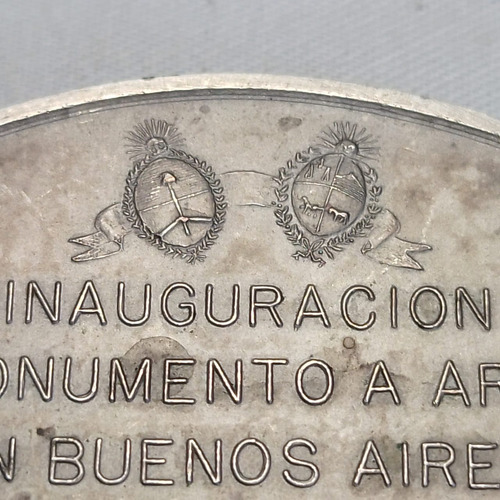 INAUGURACION
ONUMENTO A AR
N BUENOS AIRE